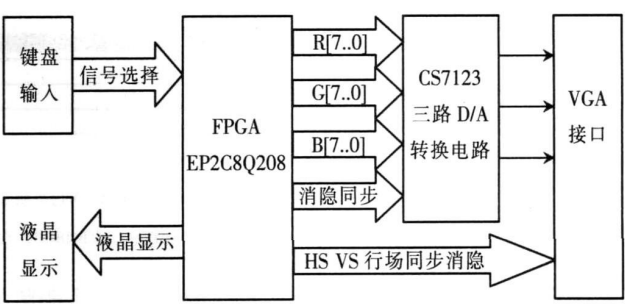 键盘
输入
信号选择
FPGA
EP2C8Q208
R[7..0]
G[7..0]
B[7..0]
消隐同步
CS7123
三路 D/A
转换电路
VGA
接口
液晶
显示
液晶显示
HS VS 行场同步消隐